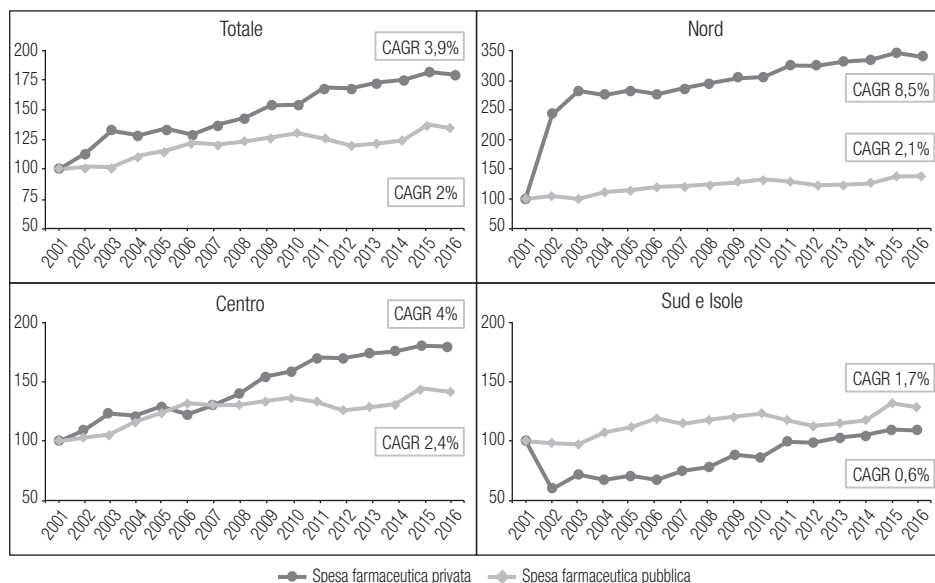 Totale
CAGR 3,9%
200
175
150
125
100
75
50
CAGR 2%
2001 2002 2003 2004 2005 2006 2007 2008 2009 2010 2011 2012 2013 2014 2015 2016
Nord
350
300
250
200
150
100
50
CAGR 8,5%
CAGR 2,1%
2001 2002 2003 2004 2005 2006 2007 2008 2009 2010 2011 2012 2013 2014 2015 2016
Centro
CAGR 4%
200
150
100
50
CAGR 2,4%
2001 2002 2003 2004 2005 2006 2007 2008 2009 2010 2011 2012 2013 2014 2015 2016
Sud e Isole
200
150
100
50
CAGR 1,7%
CAGR 0,6%
2001 2002 2003 2004 2005 2006 2007 2008 2009 2010 2011 2012 2013 2014 2015 2016
Spesa farmaceutica privata Spesa farmaceutica pubblica